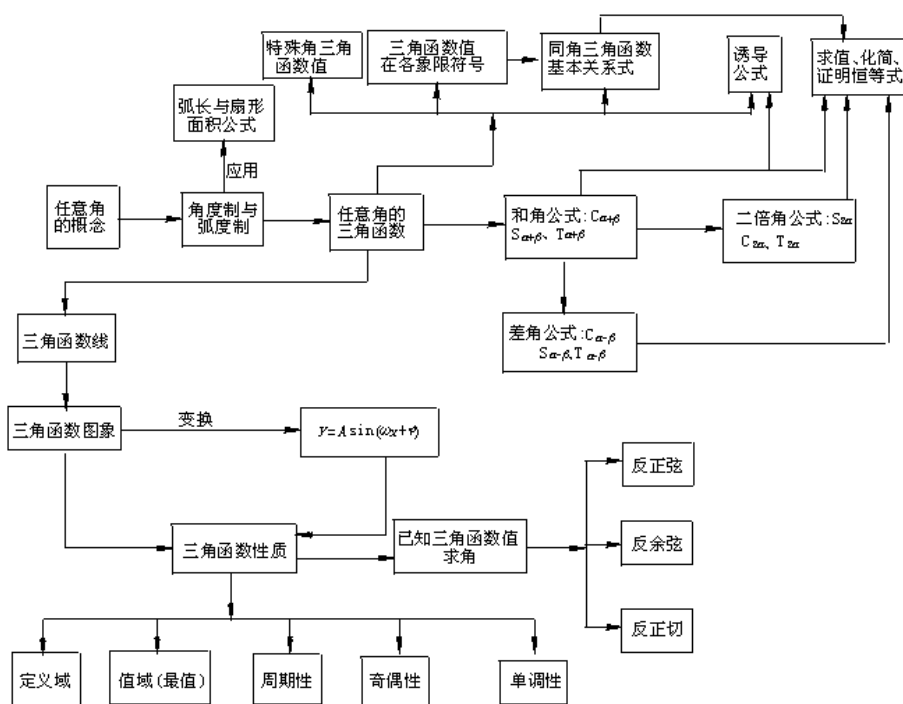 特殊角三角
函数值
三角函数值
在各象限符号
同角三角函数
基本关系式
诱导
公式
求值、化简、
证明恒等式
弧长与扇形
面积公式
应用
任意角
的概念
角度制与
弧度制
任意角的
三角函数
和角公式:Cα+β
Sα+β、Tα+β
二倍角公式:S2α
C2α、T2α
差角公式:Cα-β
Sα-β、Tα-β
三角函数线
三角函数图象
变换
y=Asin(ωx+φ)
反正弦
三角函数性质
已知三角函数值
求角
反余弦
反正切
定义域
值域(最值)
周期性
奇偶性
单调性